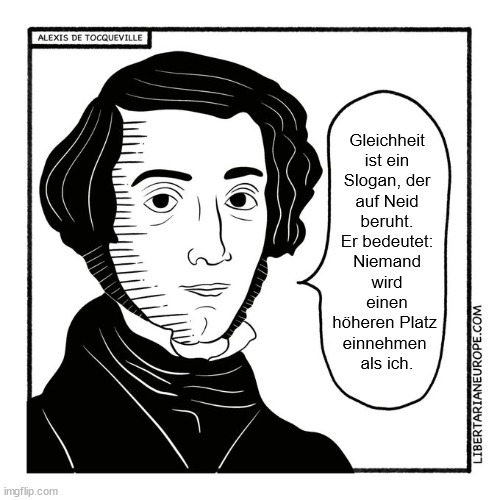 ALEXIS DE TOCQUEVILLE
Gleichheit
ist ein
Slogan, der
auf Neid
beruht.
Er bedeutet:
Niemand
wird
einen
höheren Platz
einnehmen
als ich.
LIBERTARIANEUROPE.COM
imgflip.com